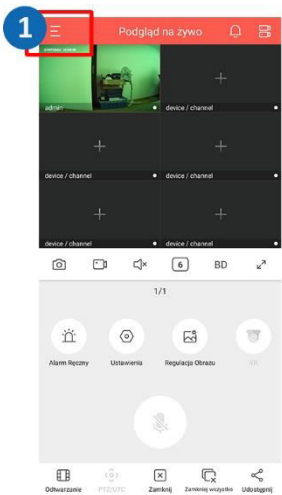 1
Podgląd na żywo
admin
device / channel
device / channel
device / channel
device / channel
device / channel
6
BD
1/1
Alarm Ręczny
Ustawienia
Regulacja Obrazu
VR
Odtwarzanie
PTZ/UTC
Zamknij
Zamknij wszystko
Udostępnij